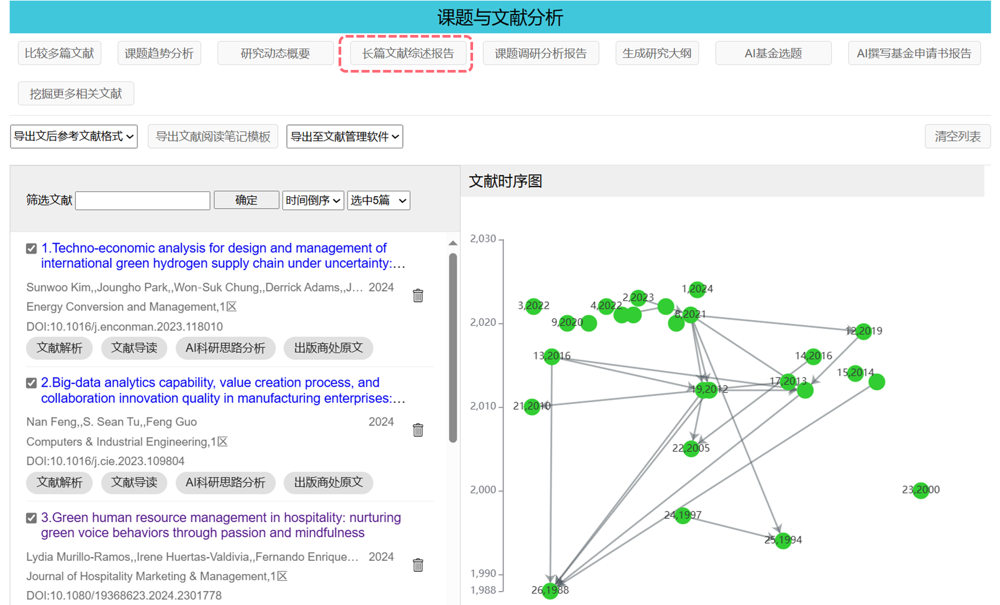 课题与文献分析
比较多篇文献 课题趋势分析 研究动态概要 长篇文献综述报告 课题调研分析报告 生成研究大纲 AI基金选题 AI撰写基金申请书报告
挖掘更多相关文献
导出文后参考文献格式 导出文献阅读笔记模板 导出至文献管理软件 清空列表
筛选文献 确定 时间倒序 选中5篇
1.Techno-economic analysis for design and management of
international green hydrogen supply chain under uncertainty:...
Sunwoo Kim,,Joungho Park,,Won-Suk Chung,,Derrick Adams,,J... 2024
Energy Conversion and Management,1区
DOI:10.1016/j.enconman.2023.118010
文献解析 文献导读 AI科研思路分析 出版商处原文
2.Big-data analytics capability, value creation process, and
collaboration innovation quality in manufacturing enterprises:...
Nan Feng,,S. Sean Tu,,Feng Guo 2024
Computers & Industrial Engineering,1区
DOI:10.1016/j.cie.2023.109804
文献解析 文献导读 AI科研思路分析 出版商处原文
3.Green human resource management in hospitality: nurturing
green voice behaviors through passion and mindfulness
Lydia Murillo-Ramos,,Irene Huertas-Valdivia,,Fernando Enrique... 2024
Journal of Hospitality Marketing & Management,1区
DOI:10.1080/19368623.2024.2301778
文献时序图
2,030
1,2024
2,2023
3,2022 4,2022
8,2021
2,020 9,2020
12,2019
13,2016 14,2016
15,2014
17,2013
19,2012
2,010 21,2010
22,2005
2,000 23,2000
24,1997
25,1994
1,990
1,988 26,1988